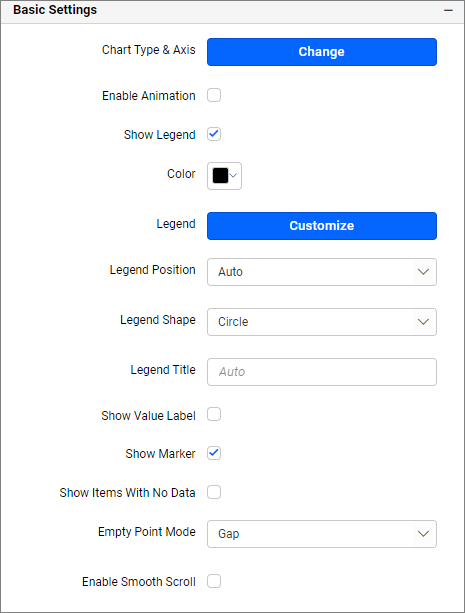 Basic Settings
Chart Type & Axis Change
Enable Animation
Show Legend
Color
Legend Customize
Legend Position Auto
Legend Shape Circle
Legend Title Auto
Show Value Label
Show Marker
Show Items With No Data
Empty Point Mode Gap
Enable Smooth Scroll